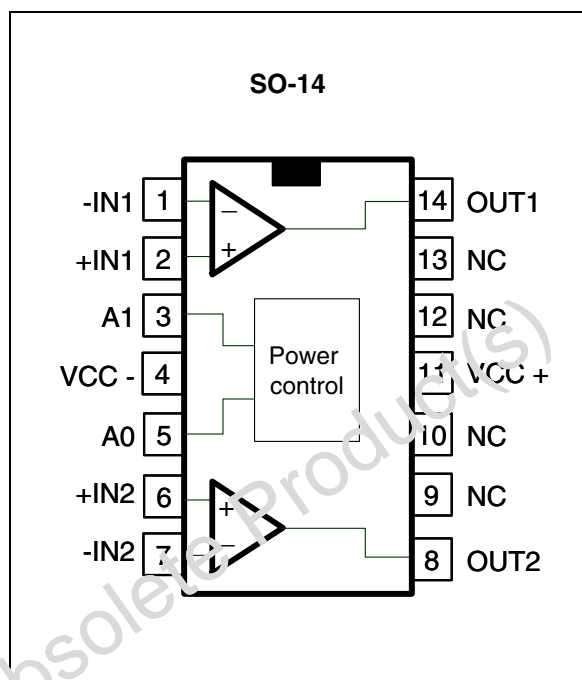 SO-14
-IN1 1 14 OUT1
− 
+IN1 2 + 13 NC
A1 3 12 NC
Power
VCC - 4 11 VCC +
control
A0 5 10 NC
+IN2 6 + 9 NC
-IN2 7 − 8 OUT2
bsolete Product(s)